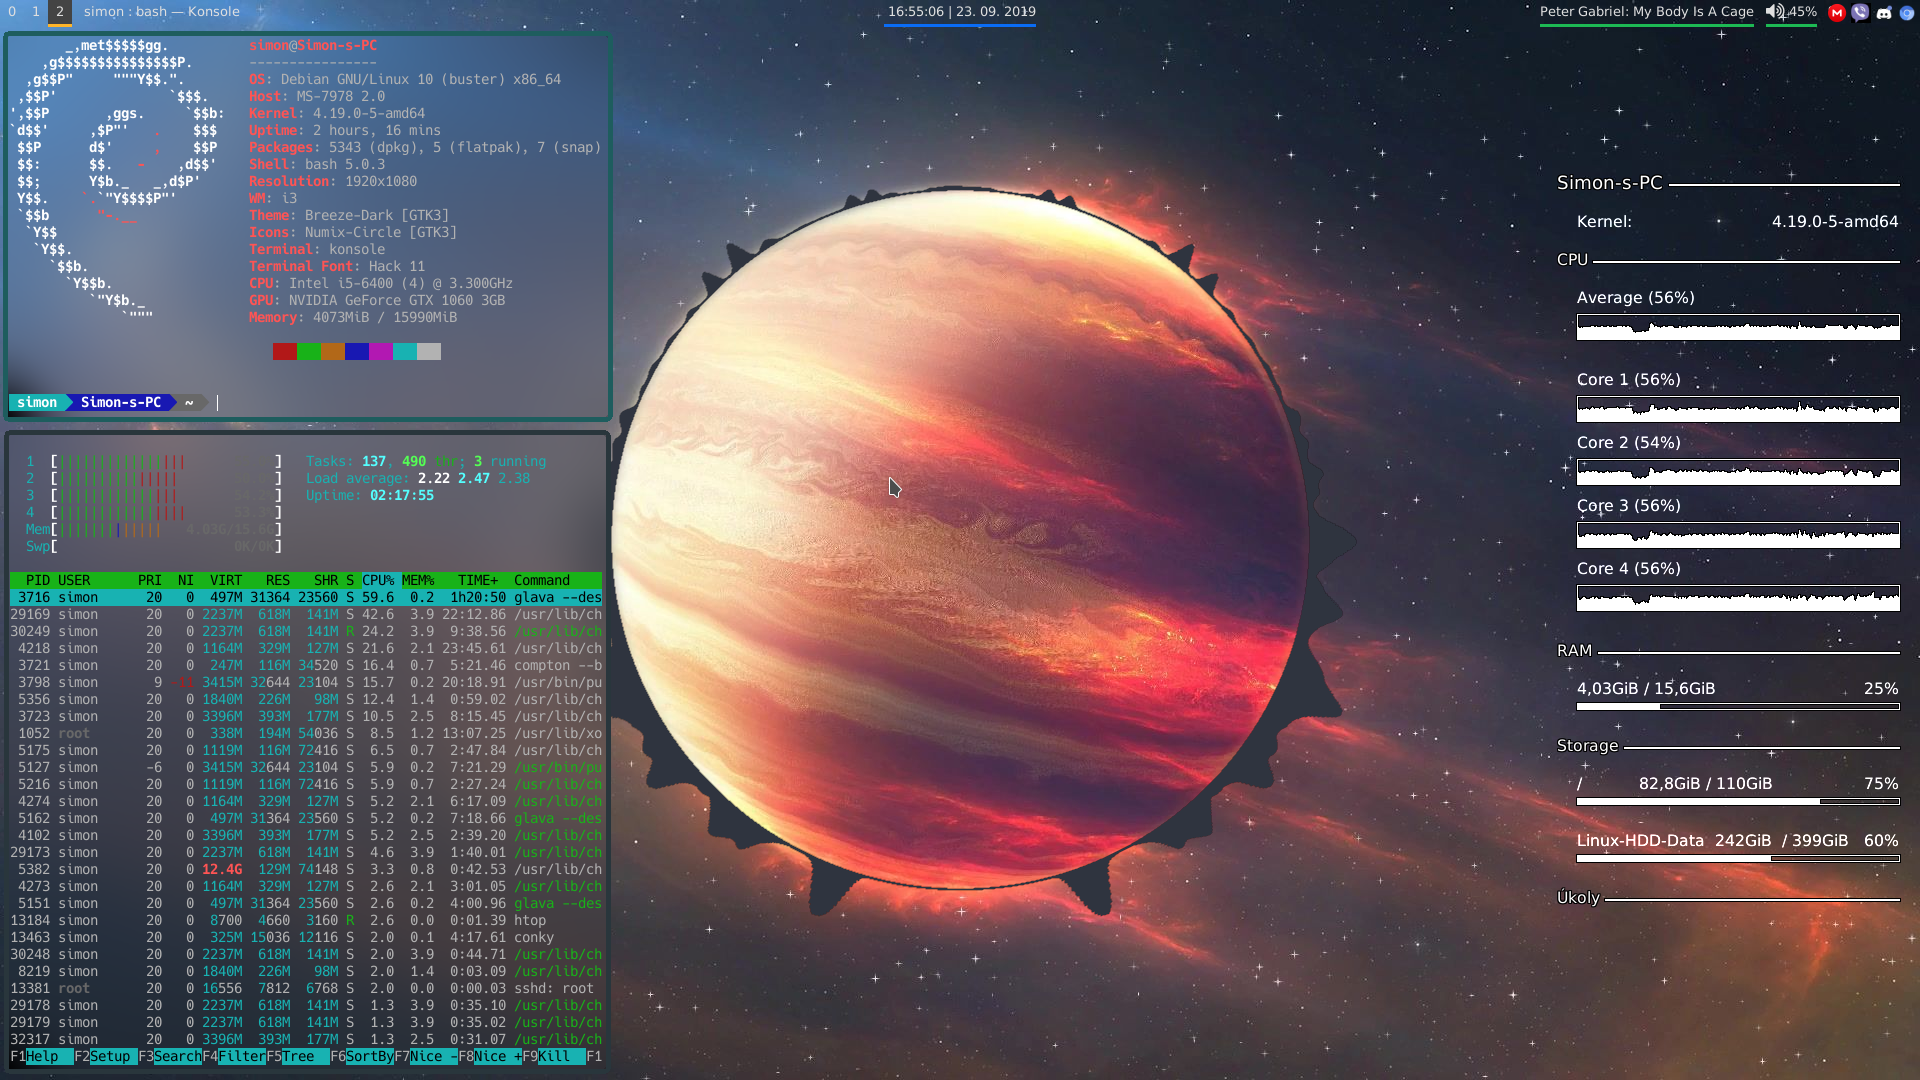 0 1 2 simon : bash — Konsole
16:55:06 | 23. 09. 2019
Peter Gabriel: My Body Is A Cage 45%
simon@Simon-s-PC
----------------
OS: Debian GNU/Linux 10 (buster) x86_64
Host: MS-7978 2.0
Kernel: 4.19.0-5-amd64
Uptime: 2 hours, 16 mins
Packages: 5343 (dpkg), 5 (flatpak), 7 (snap)
Shell: bash 5.0.3
Resolution: 1920x1080
WM: i3
Theme: Breeze-Dark [GTK3]
Icons: Numix-Circle [GTK3]
Terminal: konsole
Terminal Font: Hack 11
CPU: Intel i5-6400 (4) @ 3.300GHz
GPU: NVIDIA GeForce GTX 1060 3GB
Memory: 4073MiB / 15990MiB
simon Simon-s-PC ~
1 [ ] Tasks: 137, 490 thr; 3 running
2 [ ] Load average: 2.22 2.47 2.38
3 [ ] Uptime: 02:17:55
4 [ ]
Mem[ 4.03G/15.6G]
Swp[ 0K/0K]
PID USER PRI NI VIRT RES SHR S CPU% MEM% TIME+ Command
3716 simon 20 0 497M 31364 23560 S 59.6 0.2 1h20:50 glava --des
29169 simon 20 0 2237M 618M 141M S 42.6 3.9 22:12.86 /usr/lib/ch
30249 simon 20 0 2237M 618M 141M R 24.2 3.9 9:38.56 /usr/lib/ch
4218 simon 20 0 1164M 329M 127M S 21.6 2.1 23:45.61 /usr/lib/ch
3721 simon 20 0 247M 116M 34520 S 16.4 0.7 5:21.46 compton --b
3798 simon 9 -11 3415M 32644 23104 S 15.7 0.2 20:18.91 /usr/bin/pu
5356 simon 20 0 1840M 226M 98M S 12.4 1.4 0:59.02 /usr/lib/ch
3723 simon 20 0 3396M 393M 177M S 10.5 2.5 8:15.45 /usr/lib/ch
1052 root 20 0 338M 194M 54036 S 8.5 1.2 13:07.25 /usr/lib/xo
5175 simon 20 0 1119M 116M 72416 S 6.5 0.7 2:47.84 /usr/lib/ch
5127 simon -6 0 3415M 32644 23104 S 5.9 0.2 7:21.29 /usr/bin/pu
5216 simon 20 0 1119M 116M 72416 S 5.9 0.7 2:27.24 /usr/lib/ch
4274 simon 20 0 1164M 329M 127M S 5.2 2.1 6:17.09 /usr/lib/ch
5162 simon 20 0 497M 31364 23560 S 5.2 0.2 7:18.66 glava --des
4102 simon 20 0 3396M 393M 177M S 5.2 2.5 2:39.20 /usr/lib/ch
29173 simon 20 0 2237M 618M 141M S 4.6 3.9 1:40.01 /usr/lib/ch
5382 simon 20 0 12.4G 129M 74148 S 3.3 0.8 0:42.53 /usr/lib/ch
4273 simon 20 0 1164M 329M 127M S 2.6 2.1 3:01.05 /usr/lib/ch
5151 simon 20 0 497M 31364 23560 S 2.6 0.2 4:00.96 glava --des
13184 simon 20 0 8700 4660 3160 R 2.6 0.0 0:01.39 htop
13463 simon 20 0 325M 15036 12116 S 2.0 0.1 4:17.61 conky
30248 simon 20 0 2237M 618M 141M S 2.0 3.9 0:44.71 /usr/lib/ch
8219 simon 20 0 1840M 226M 98M S 2.0 1.4 0:03.09 /usr/lib/ch
13381 root 20 0 16556 7812 6768 S 2.0 0.0 0:00.03 sshd: root
29178 simon 20 0 2237M 618M 141M S 1.3 3.9 0:35.10 /usr/lib/ch
29179 simon 20 0 2237M 618M 141M S 1.3 3.9 0:35.02 /usr/lib/ch
32317 simon 20 0 3396M 393M 177M S 1.3 2.5 0:31.07 /usr/lib/ch
F1Help F2Setup F3SearchF4FilterF5Tree F6SortByF7Nice -F8Nice +F9Kill F1
Simon-s-PC
Kernel: 4.19.0-5-amd64
CPU
Average (56%)
Core 1 (56%)
Core 2 (54%)
Core 3 (56%)
Core 4 (56%)
RAM
4,03GiB / 15,6GiB 25%
Storage
/ 82,8GiB / 110GiB 75%
Linux-HDD-Data 242GiB / 399GiB 60%
Úkoly